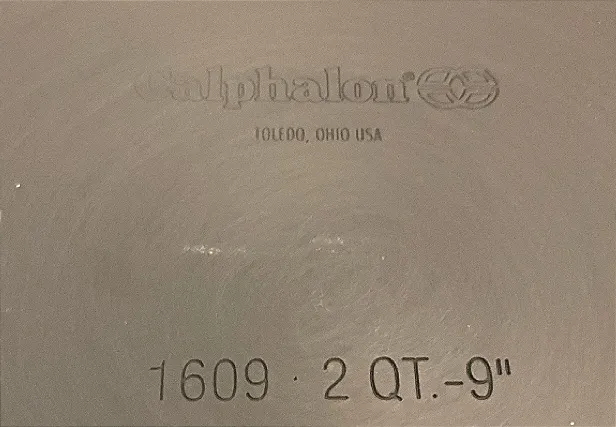 Calphalon®
TOLEDO, OHIO USA
1609 · 2 QT.-9"